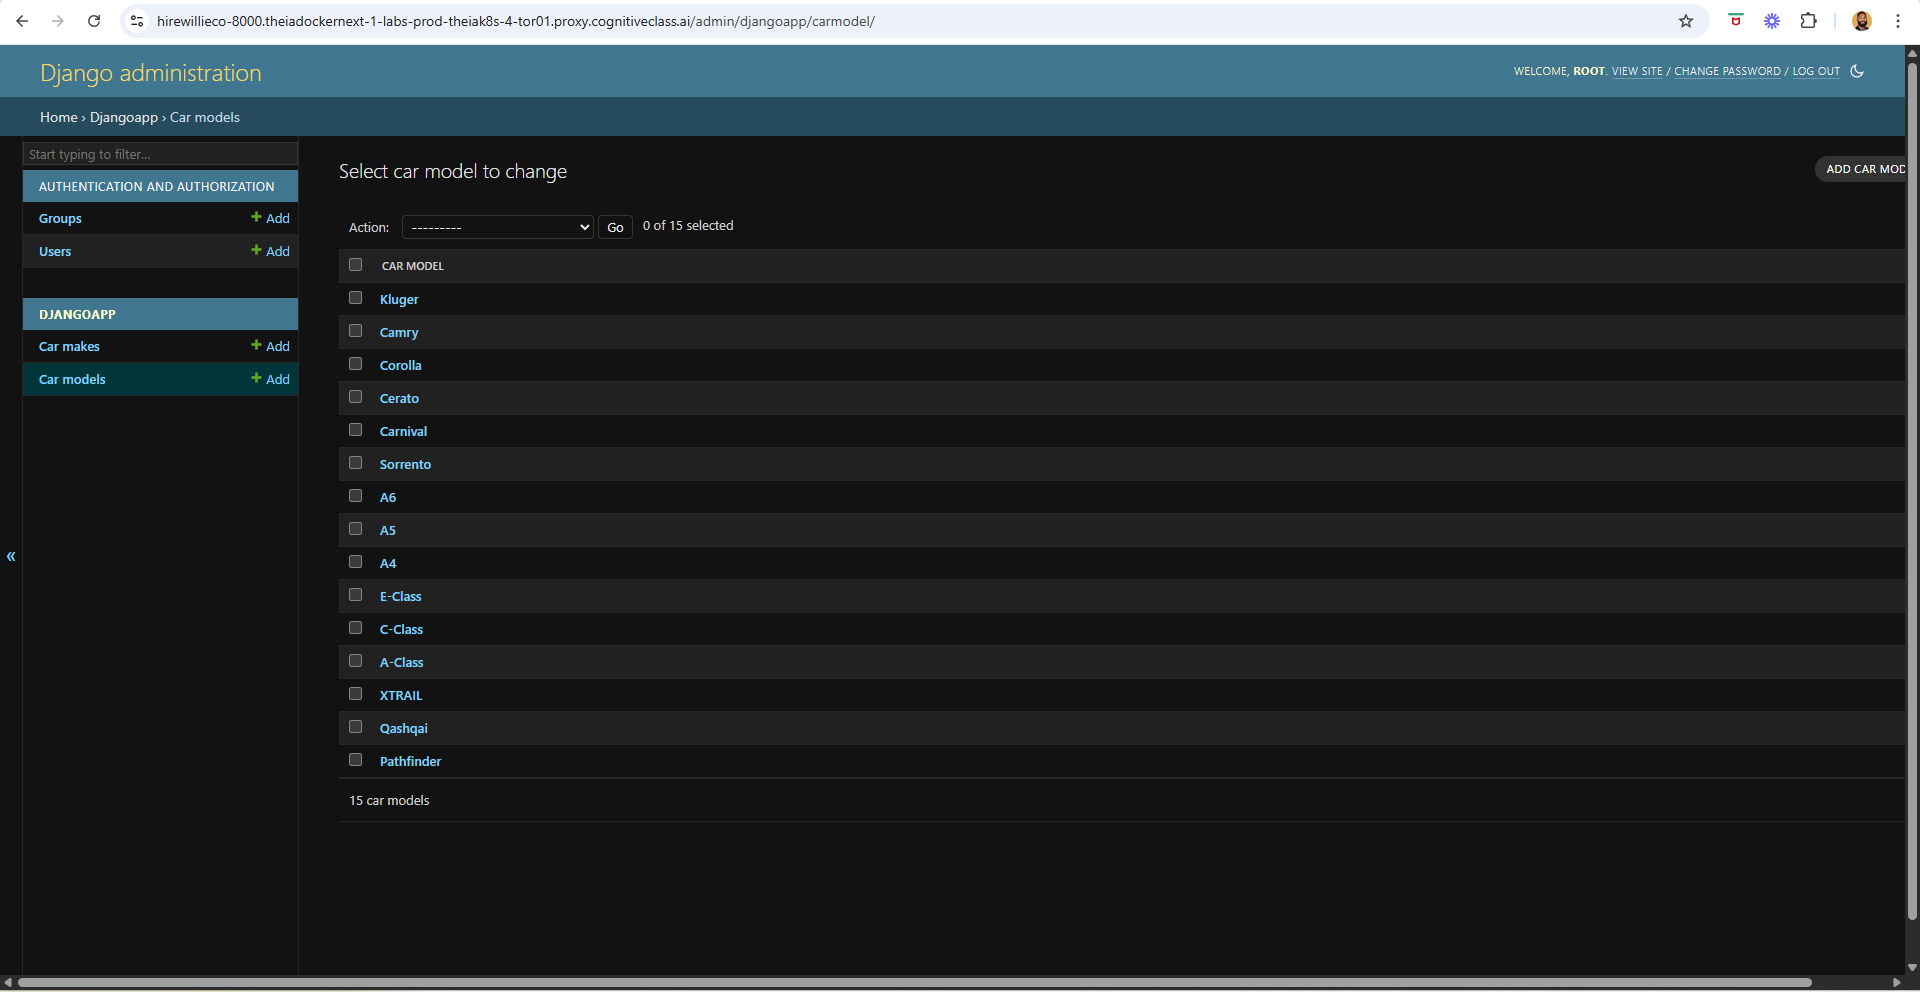 hirewillieco-8000.theiadockernext-1-labs-prod-theiak8s-4-tor01.proxy.cognitiveclass.ai/admin/djangoapp/carmodel/
Django administration
WELCOME, ROOT. VIEW SITE / CHANGE PASSWORD / LOG OUT
Home › Djangoapp › Car models
Start typing to filter...
AUTHENTICATION AND AUTHORIZATION
Groups + Add
Users + Add
DJANGOAPP
Car makes + Add
Car models + Add
«
Select car model to change
ADD CAR MOD
Action: --------- Go 0 of 15 selected
CAR MODEL
Kluger
Camry
Corolla
Cerato
Carnival
Sorrento
A6
A5
A4
E-Class
C-Class
A-Class
XTRAIL
Qashqai
Pathfinder
15 car models